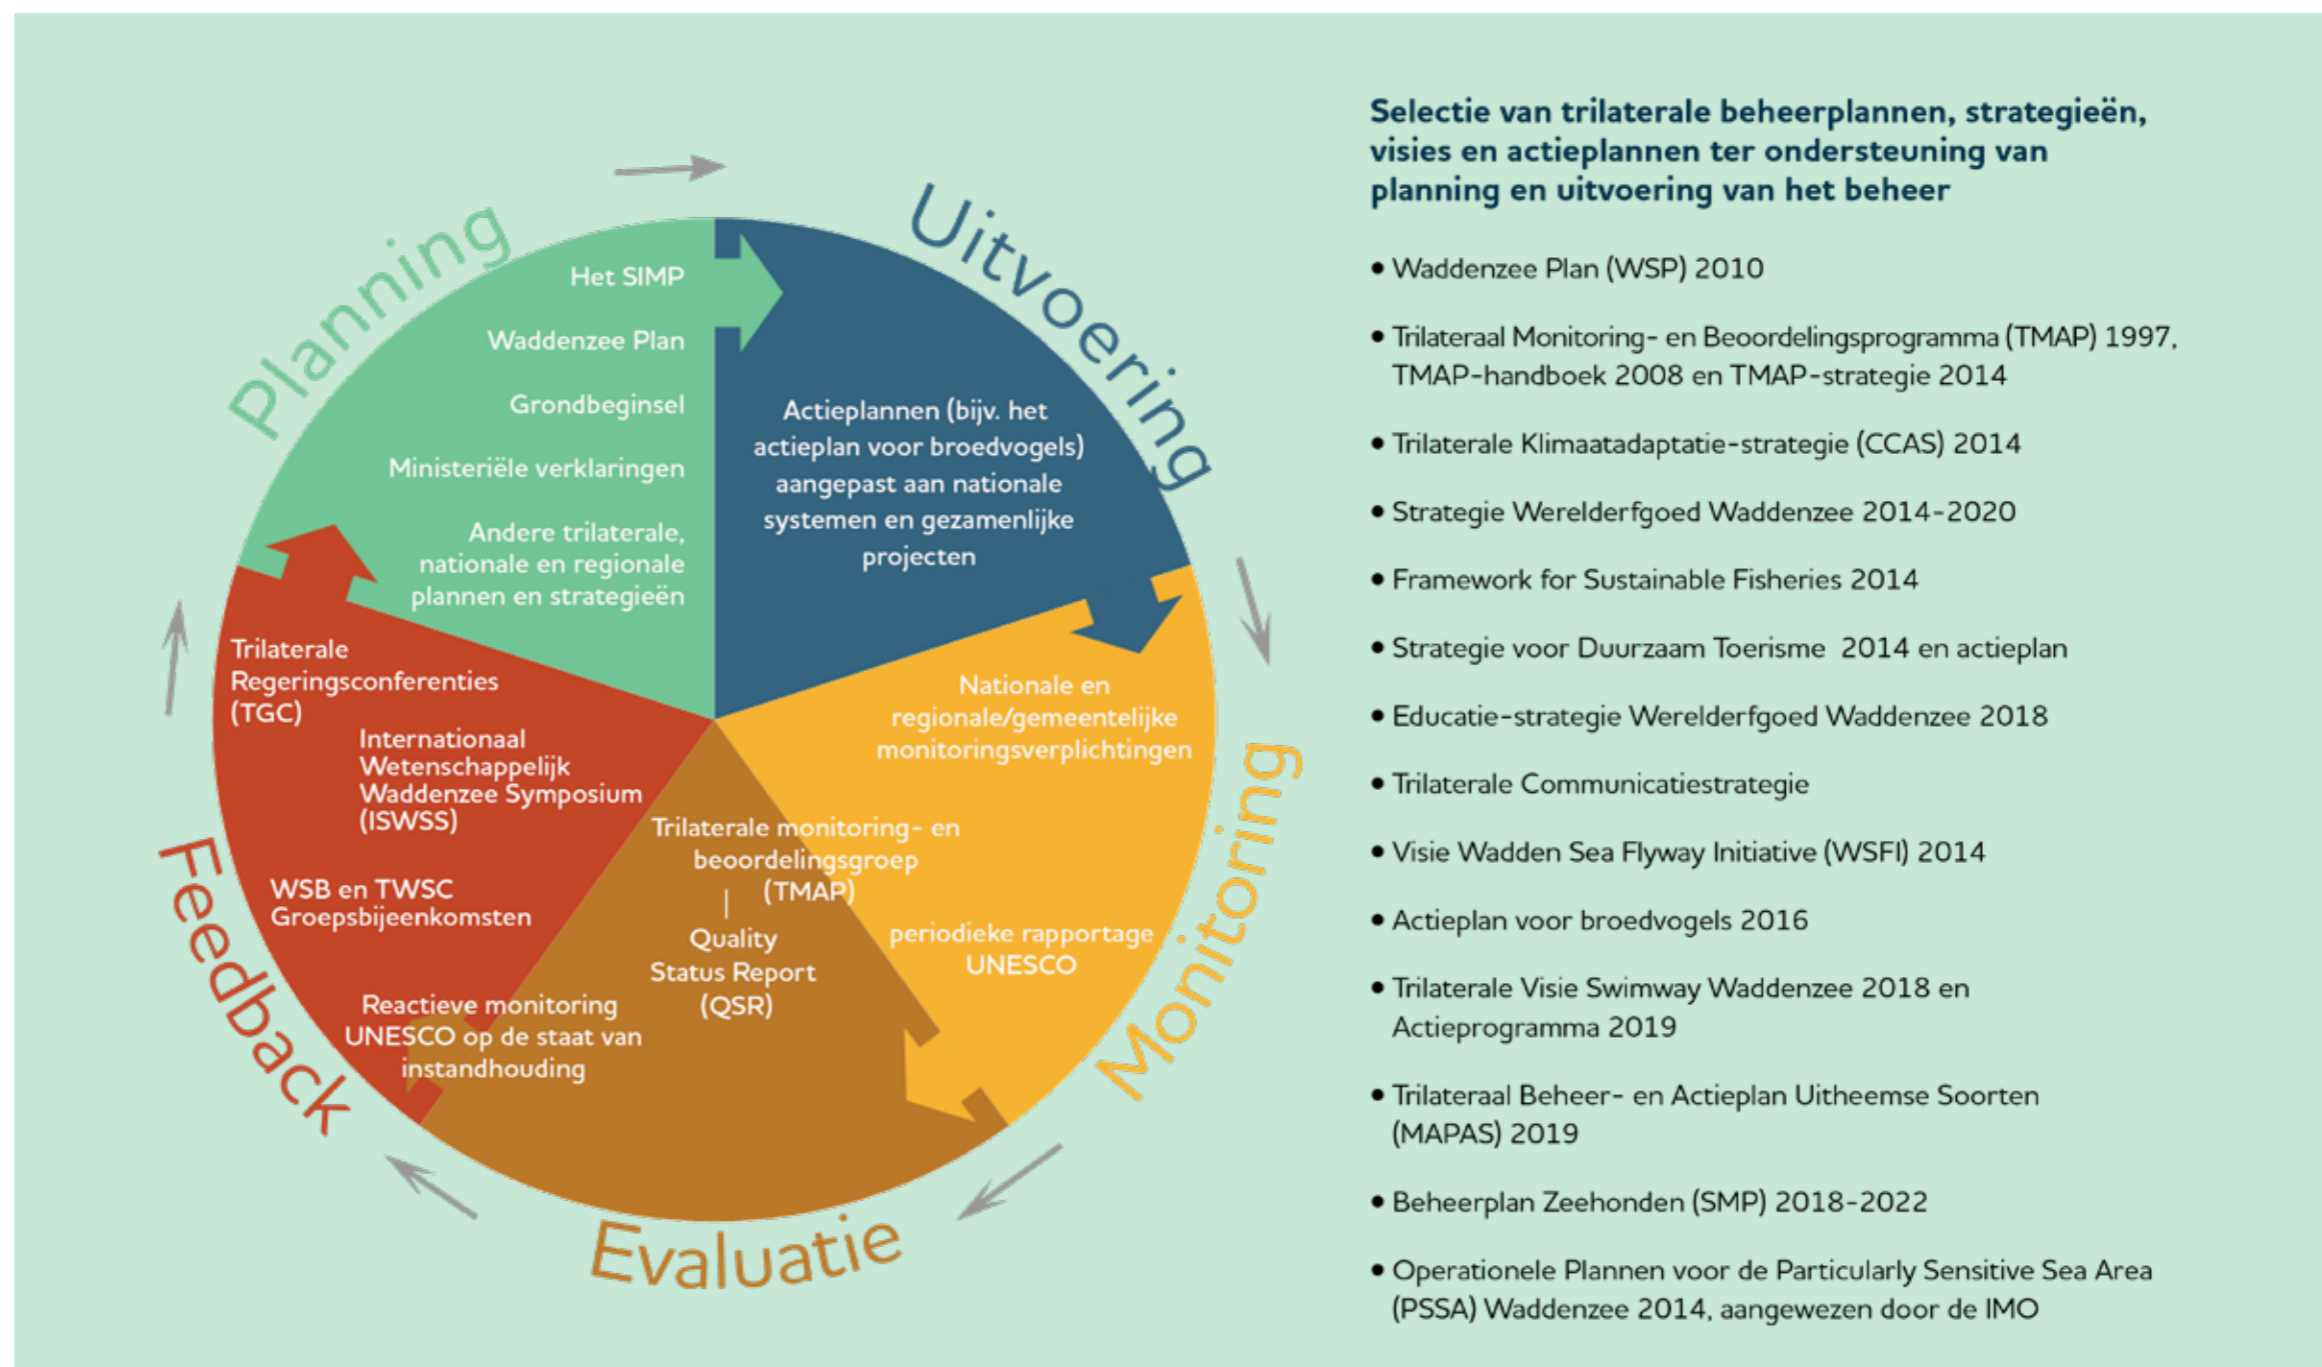 Planning
Het SIMP
Waddenzee Plan
Grondbeginsel
Ministeriële verklaringen
Andere trilaterale,
nationale en regionale
plannen en strategieën
Uitvoering
Actieplannen (bijv. het
actieplan voor broedvogels)
aangepast aan nationale
systemen en gezamenlijke
projecten
Monitoring
Nationale en
regionale/gemeentelijke
monitoringsverplichtingen
periodieke rapportage
UNESCO
Evaluatie
Trilaterale monitoring- en
beoordelingsgroep
(TMAP)
Quality
Status Report
(QSR)
Feedback
Trilaterale
Regeringsconferenties
(TGC)
Internationaal
Wetenschappelijk
Waddenzee Symposium
(ISWSS)
WSB en TWSC
Groepsbijeenkomsten
Reactieve monitoring
UNESCO op de staat van
instandhouding
Selectie van trilaterale beheerplannen, strategieën,
visies en actieplannen ter ondersteuning van
planning en uitvoering van het beheer
• Waddenzee Plan (WSP) 2010
• Trilateraal Monitoring- en Beoordelingsprogramma (TMAP) 1997,
TMAP-handboek 2008 en TMAP-strategie 2014
• Trilaterale Klimaatadaptatie-strategie (CCAS) 2014
• Strategie Werelderfgoed Waddenzee 2014-2020
• Framework for Sustainable Fisheries 2014
• Strategie voor Duurzaam Toerisme 2014 en actieplan
• Educatie-strategie Werelderfgoed Waddenzee 2018
• Trilaterale Communicatiestrategie
• Visie Wadden Sea Flyway Initiative (WSFI) 2014
• Actieplan voor broedvogels 2016
• Trilaterale Visie Swimway Waddenzee 2018 en
Actieprogramma 2019
• Trilateraal Beheer- en Actieplan Uitheemse Soorten
(MAPAS) 2019
• Beheerplan Zeehonden (SMP) 2018-2022
• Operationele Plannen voor de Particularly Sensitive Sea Area
(PSSA) Waddenzee 2014, aangewezen door de IMO